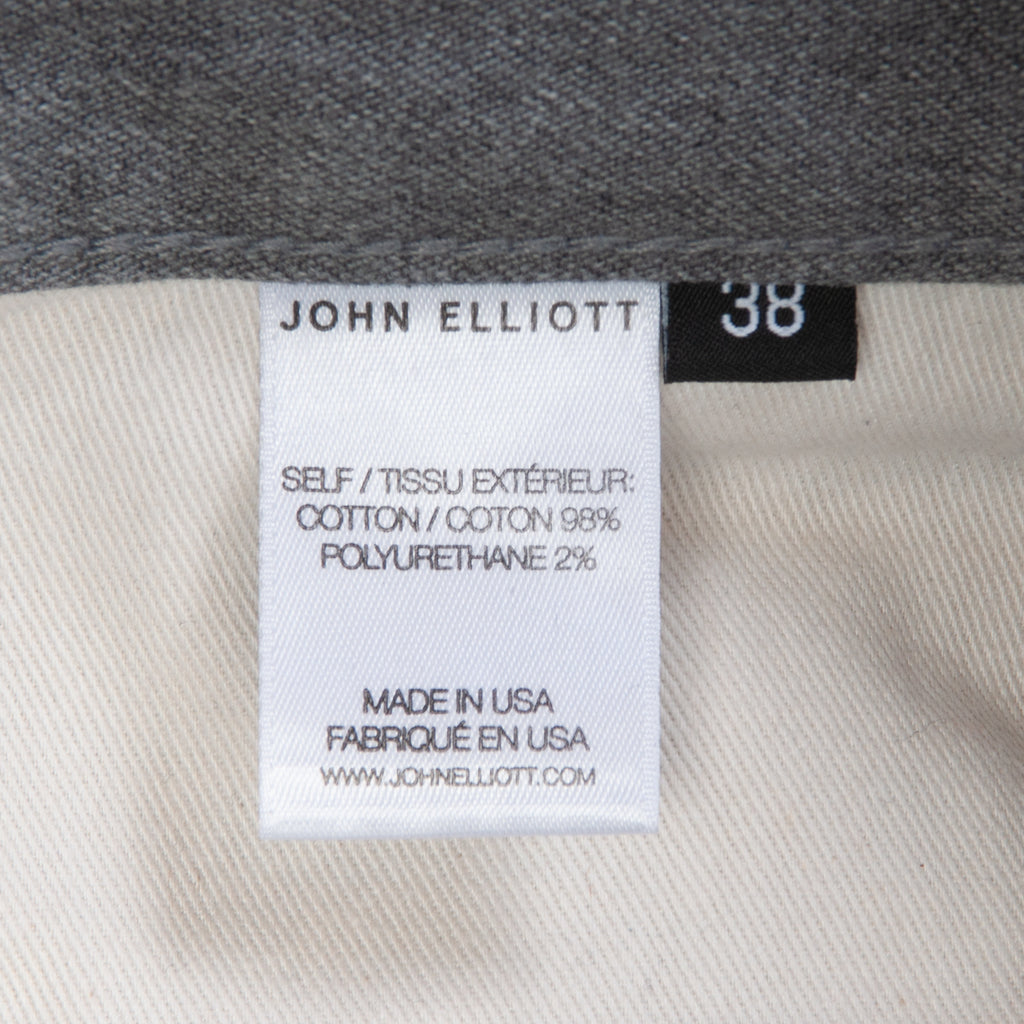 JOHN ELLIOTT
38
SELF / TISSU EXTÉRIEUR:
COTTON / COTON 98%
POLYURETHANE 2%
MADE IN USA
FABRIQUÉ EN USA
WWW.JOHNELLIOTT.COM